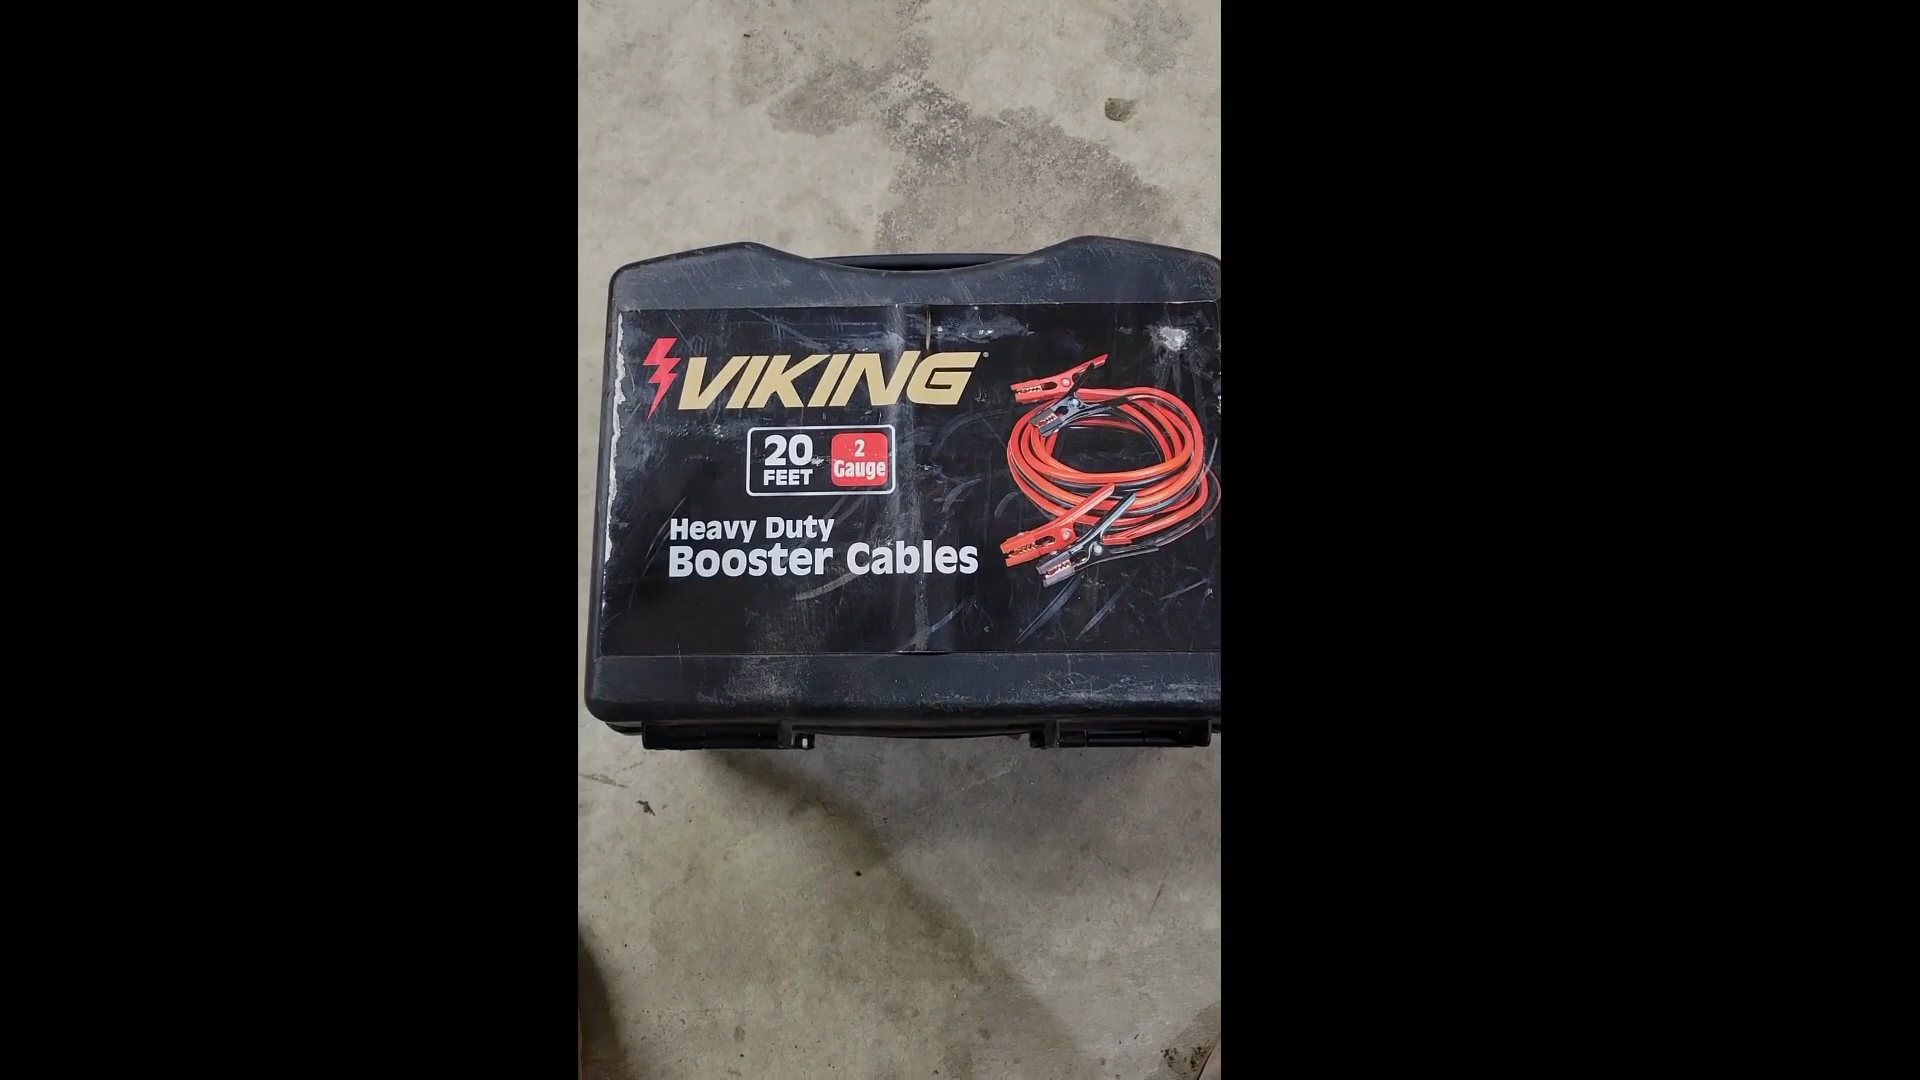 VIKING®
20
FEET
2
Gauge
Heavy Duty
Booster Cables